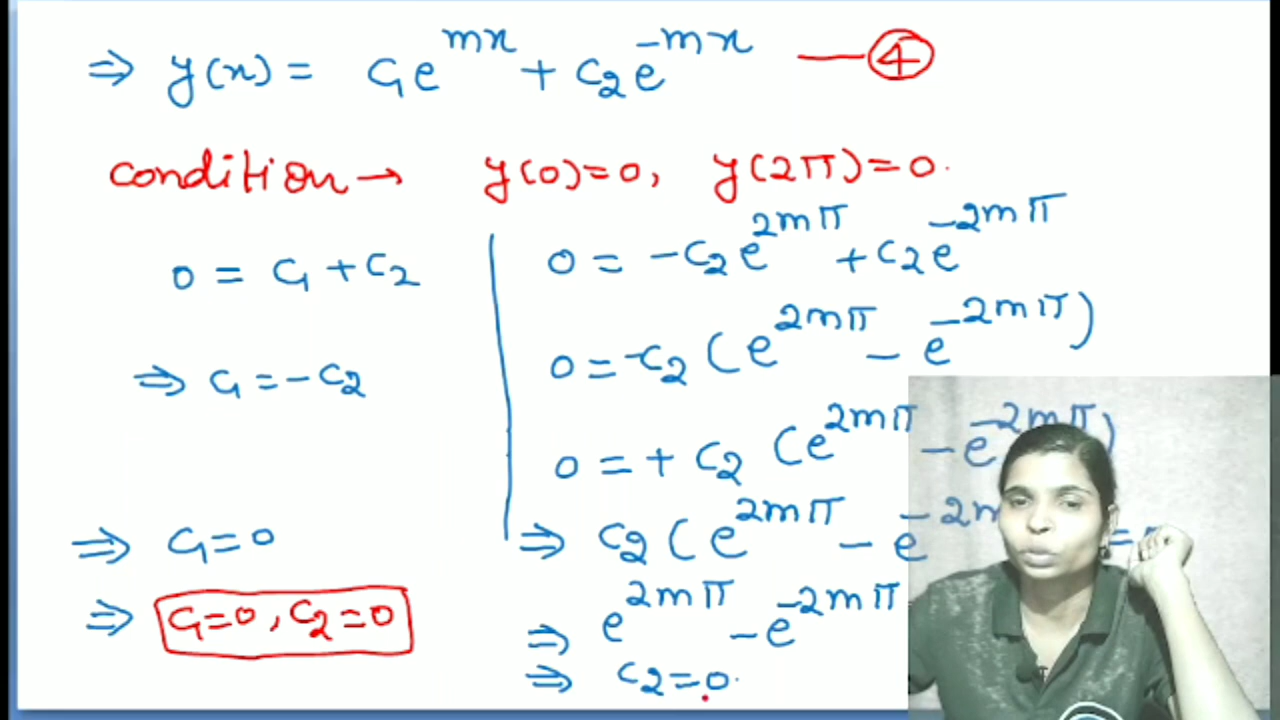 ⇒ y(x) = C₁e^{mx} + C₂e^{-mx} — ④
condition → y(0)=0, y(2π)=0.
0 = C₁ + C₂
⇒ C₁ = -C₂
⇒ C₁=0
⇒ C₁=0, C₂=0
0 = -C₂e^{2mπ} + C₂e^{-2mπ}
0 = -C₂ (e^{2mπ} - e^{-2mπ})
0 = + C₂ (e^{2mπ} - e^{-2mπ})
⇒ C₂ (e^{2mπ} - e^{-2m} =
⇒ e^{2mπ} - e^{-2mπ}
⇒ C₂=0.